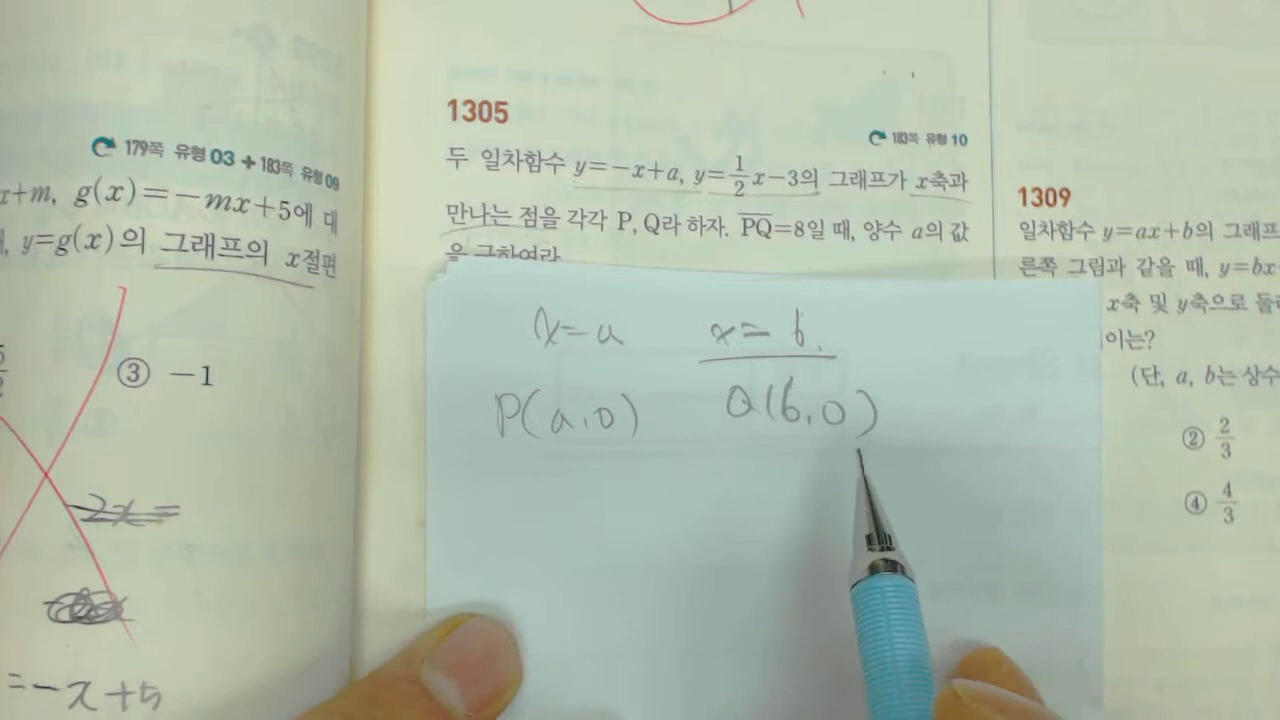 179쪽 유형 03 + 183쪽 유형 09
x+m, g(x)=-mx+5에 대
, y=g(x)의 그래프의 x절편
③ -1
-2x=
=-x+5
1305
183쪽 유형 10
두 일차함수 y=-x+a, y=1/2x-3의 그래프가 x축과
만나는 점을 각각 P, Q라 하자. PQ=8일 때, 양수 a의 값
을 구하여라
x=a x=6.
P(a,0) Q(6,0)
1309
일차함수 y=ax+b의 그래프
른쪽 그림과 같을 때, y=bx
x축 및 y축으로 둘러
이는?
(단, a, b는 상수
② 2/3
④ 4/3